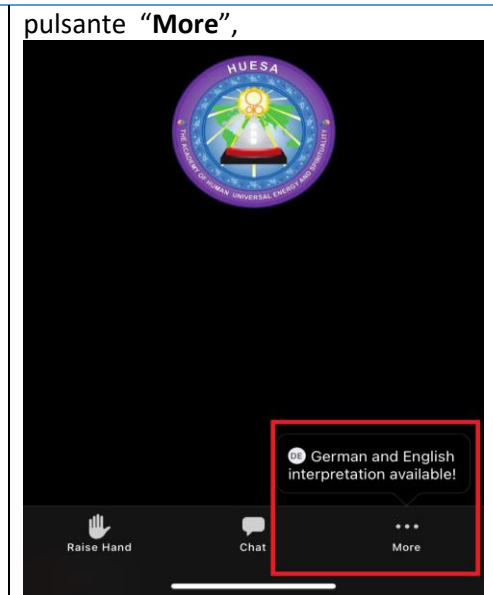 pulsante “More”,
HUESA
THE ACADEMY OF HUMAN UNIVERSAL ENERGY AND SPIRITUALITY
DE German and English
interpretation available!
Raise Hand
Chat
More